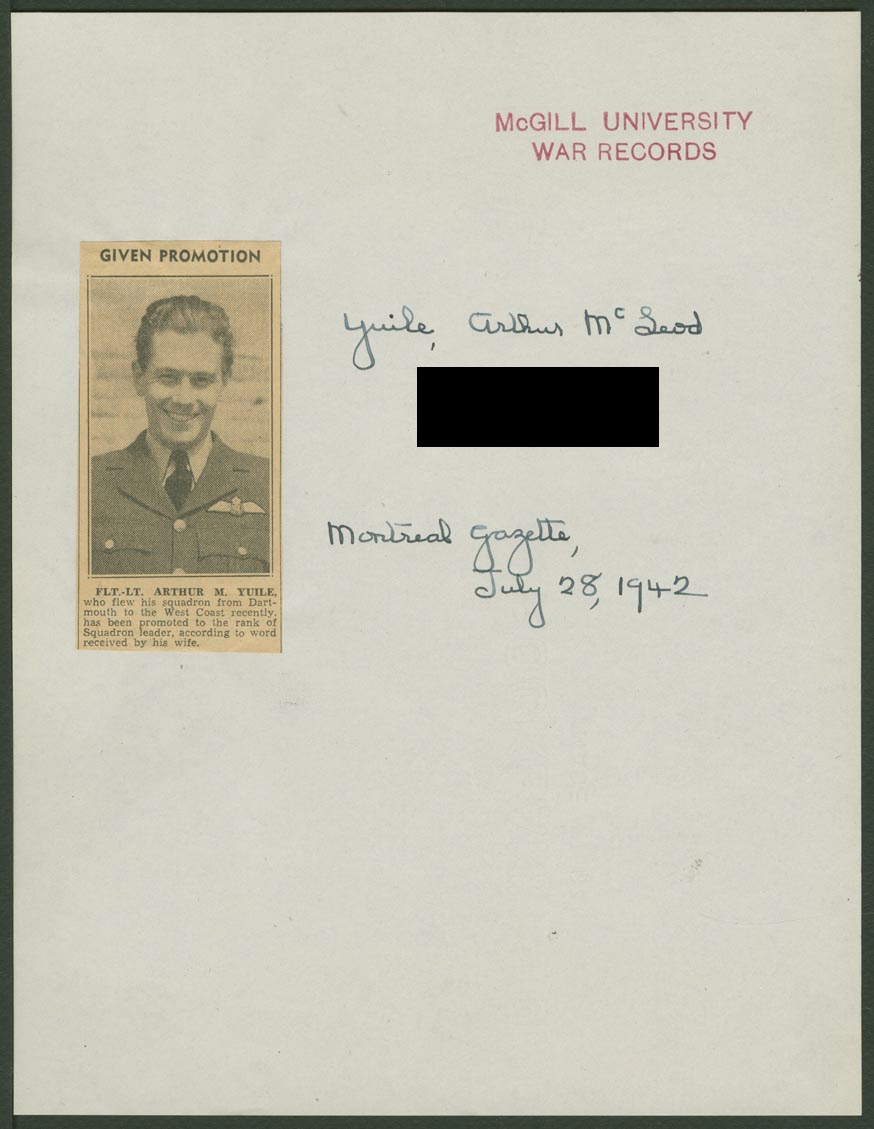 McGILL UNIVERSITY
WAR RECORDS
GIVEN PROMOTION
FLT.-LT. ARTHUR M. YUILE,
who flew his squadron from Dart-
mouth to the West Coast recently,
has been promoted to the rank of
Squadron leader, according to word
received by his wife.
Yuile, Arthur Mc Leod
Montreal Gazette,
July 28, 1942